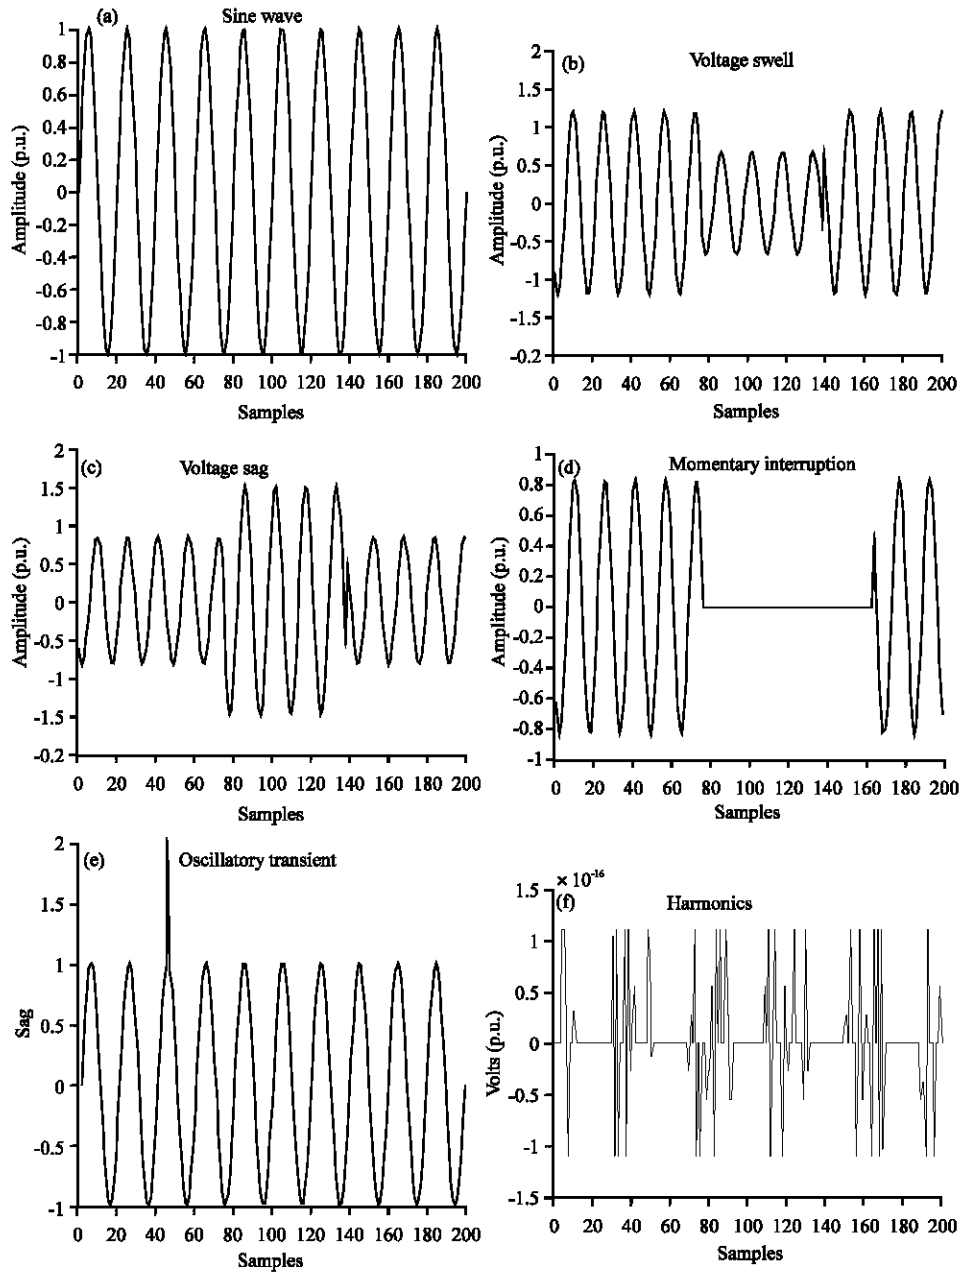 (a) Sine wave
1
0.8
0.6
0.4
0.2
0
-0.2
-0.4
-0.6
-0.8
-1
Amplitude (p.u.)
0 20 40 60 80 100 120 140 160 180 200
Samples
(b) Voltage swell
2
1.5
1
0.5
0
-0.5
-1
-1.5
-0.2
Amplitude (p.u.)
0 20 40 60 80 100 120 140 160 180 200
Samples
(c) Voltage sag
2
1.5
1
0.5
0
-0.5
-1
-1.5
-0.2
Amplitude (p.u.)
0 20 40 60 80 100 120 140 160 180 200
Samples
(d) Momentary interruption
0.8
0.8
0.4
0.2
0
-0.2
-0.4
-0.6
-0.8
-1
Amplitude (p.u.)
0 20 40 60 80 100 120 140 160 180 200
Samples
(e) Oscillatory transient
2
1
1
0.5
0
-0.5
-1
Sag
0 20 40 60 80 100 120 140 160 180 200
Samples
× 10-16
(f) Harmonics
1.5
1
0.5
0
-0.5
-1
-1.5
Volts (p.u.)
0 20 40 60 80 100 120 140 160 180 200
Samples